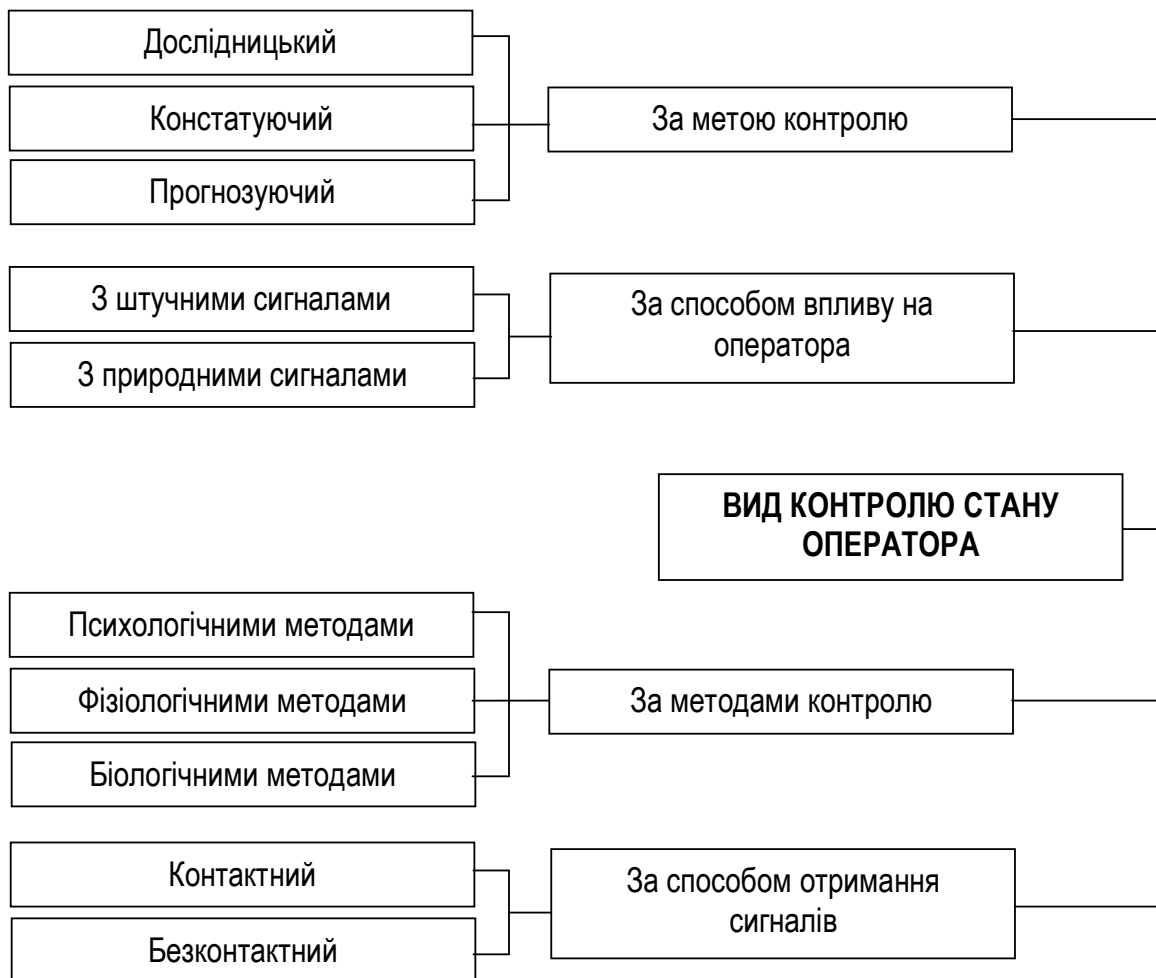 Дослідницький
Констатуючий
За метою контролю
Прогнозуючий
З штучними сигналами
За способом впливу на
оператора
З природними сигналами
ВИД КОНТРОЛЮ СТАНУ
ОПЕРАТОРА
Психологічними методами
Фізіологічними методами
За методами контролю
Біологічними методами
Контактний
За способом отримання
сигналів
Безконтактний